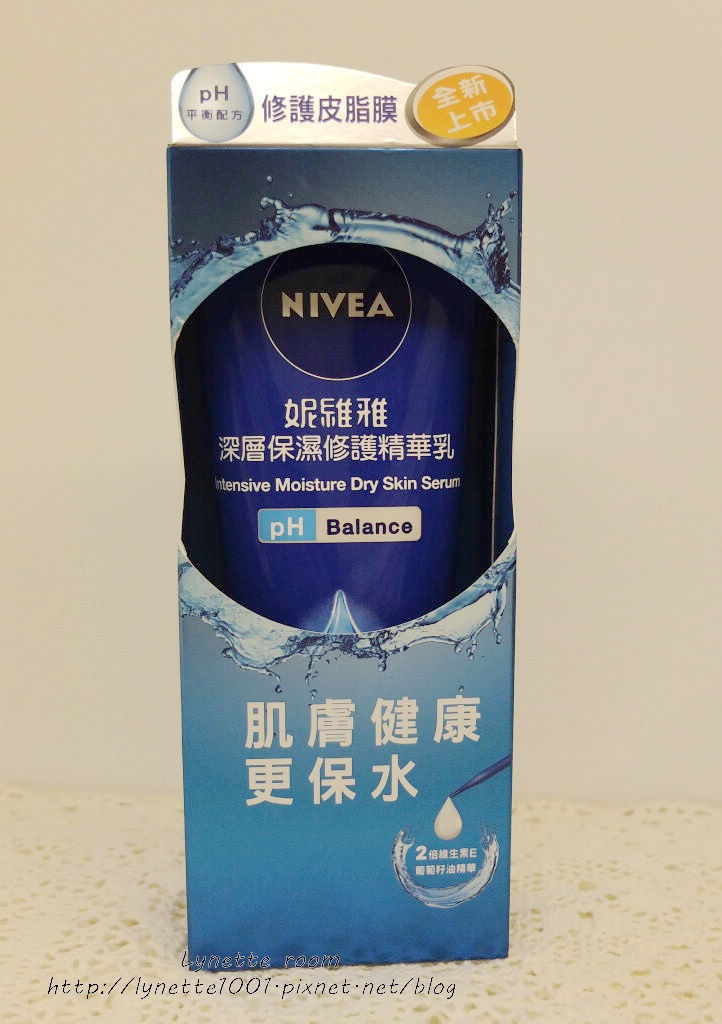 pH
平衡配方
修護皮脂膜
全新
上市
NIVEA
妮維雅
深層保濕修護精華乳
Intensive Moisture Dry Skin Serum
pH Balance
肌膚健康
更保水
2倍維生素E
葡萄籽油精華
Lynette room
http://lynette1001.pixnet.net/blog